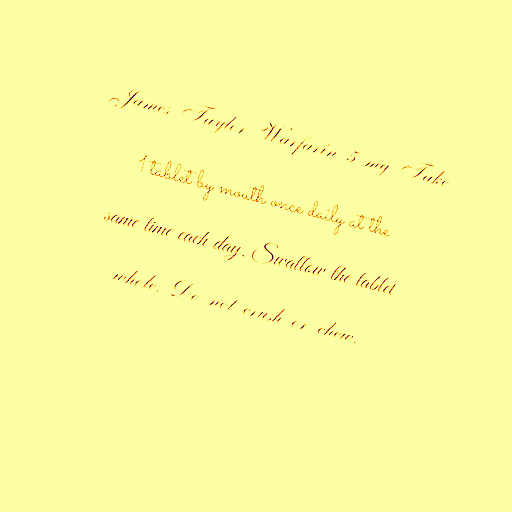 James Taylor Warfarin 5 mg Take
1 tablet by mouth once daily at the
same time each day. Swallow the tablet
whole. Do not crush or chew.